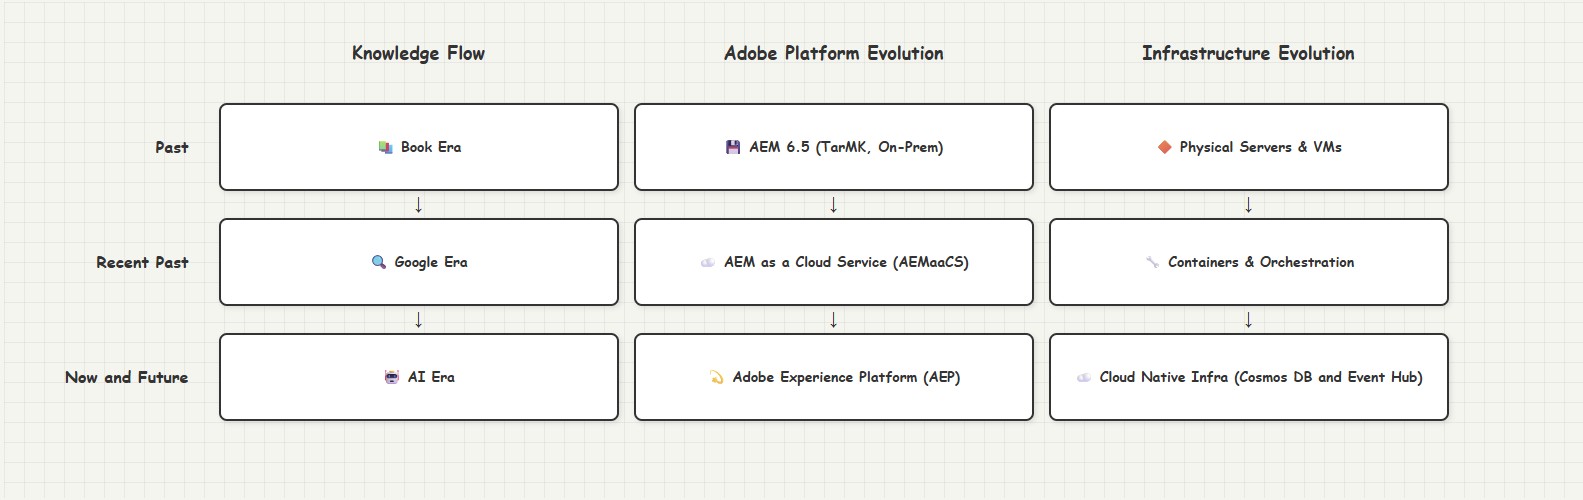 Knowledge Flow
Adobe Platform Evolution
Infrastructure Evolution
Past
📚 Book Era
💾 AEM 6.5 (TarMK, On-Prem)
🔶 Physical Servers & VMs
↓
↓
↓
Recent Past
🔍 Google Era
☁️ AEM as a Cloud Service (AEMaaCS)
🔧 Containers & Orchestration
↓
↓
↓
Now and Future
🤖 AI Era
💫 Adobe Experience Platform (AEP)
☁️ Cloud Native Infra (Cosmos DB and Event Hub)